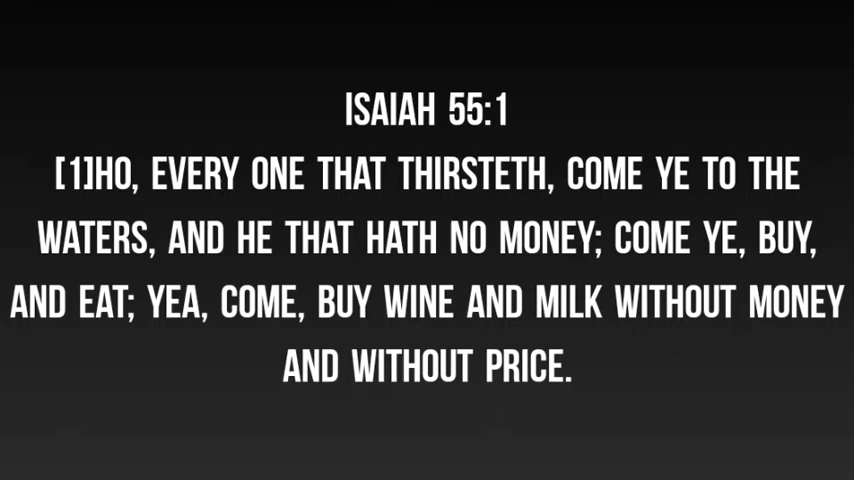 ISAIAH 55:1
[1]HO, EVERY ONE THAT THIRSTETH, COME YE TO THE
WATERS, AND HE THAT HATH NO MONEY; COME YE, BUY,
AND EAT; YEA, COME, BUY WINE AND MILK WITHOUT MONEY
AND WITHOUT PRICE.